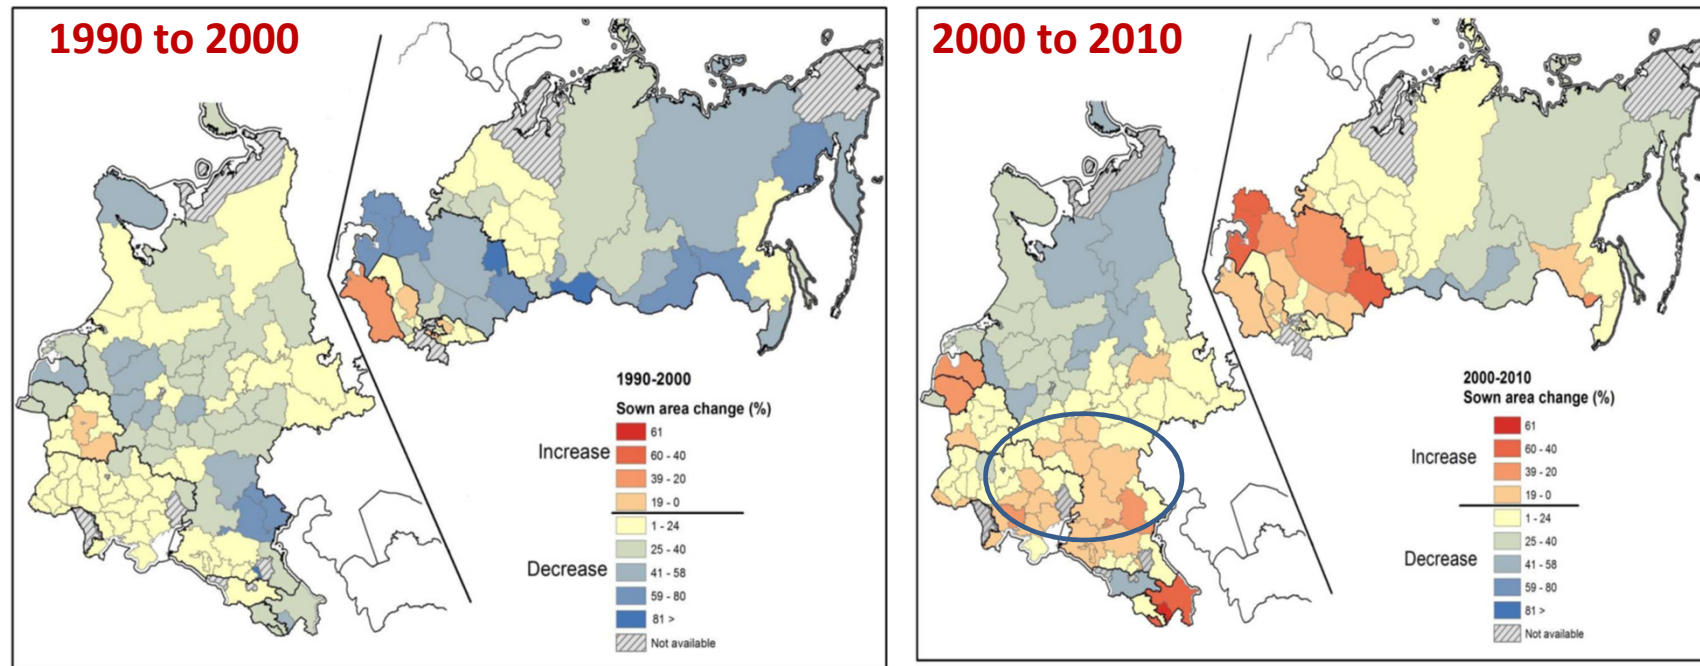 1990 to 2000
1990-2000
Sown area change (%)
Increase
61
60 - 40
39 - 20
19 - 0
Decrease
1 - 24
25 - 40
41 - 58
59 - 80
81 >
Not available
2000 to 2010
2000-2010
Sown area change (%)
Increase
61
60 - 40
39 - 20
19 - 0
Decrease
1 - 24
25 - 40
41 - 58
59 - 80
81 >
Not available